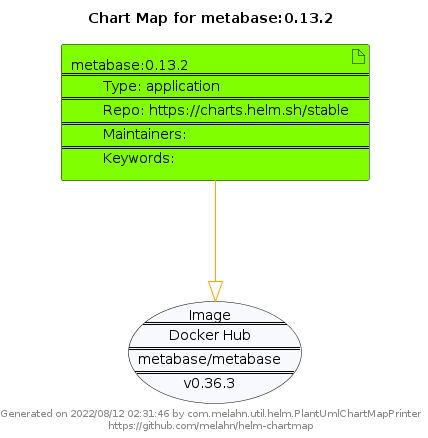 Chart Map for metabase:0.13.2
metabase:0.13.2
Type: application
Repo: https://charts.helm.sh/stable
Maintainers:
Keywords:
Image
Docker Hub
metabase/metabase
v0.36.3
Generated on 2022/08/12 02:31:46 by com.melahn.util.helm.PlantUmlChartMapPrinter
https://github.com/melahn/helm-chartmap